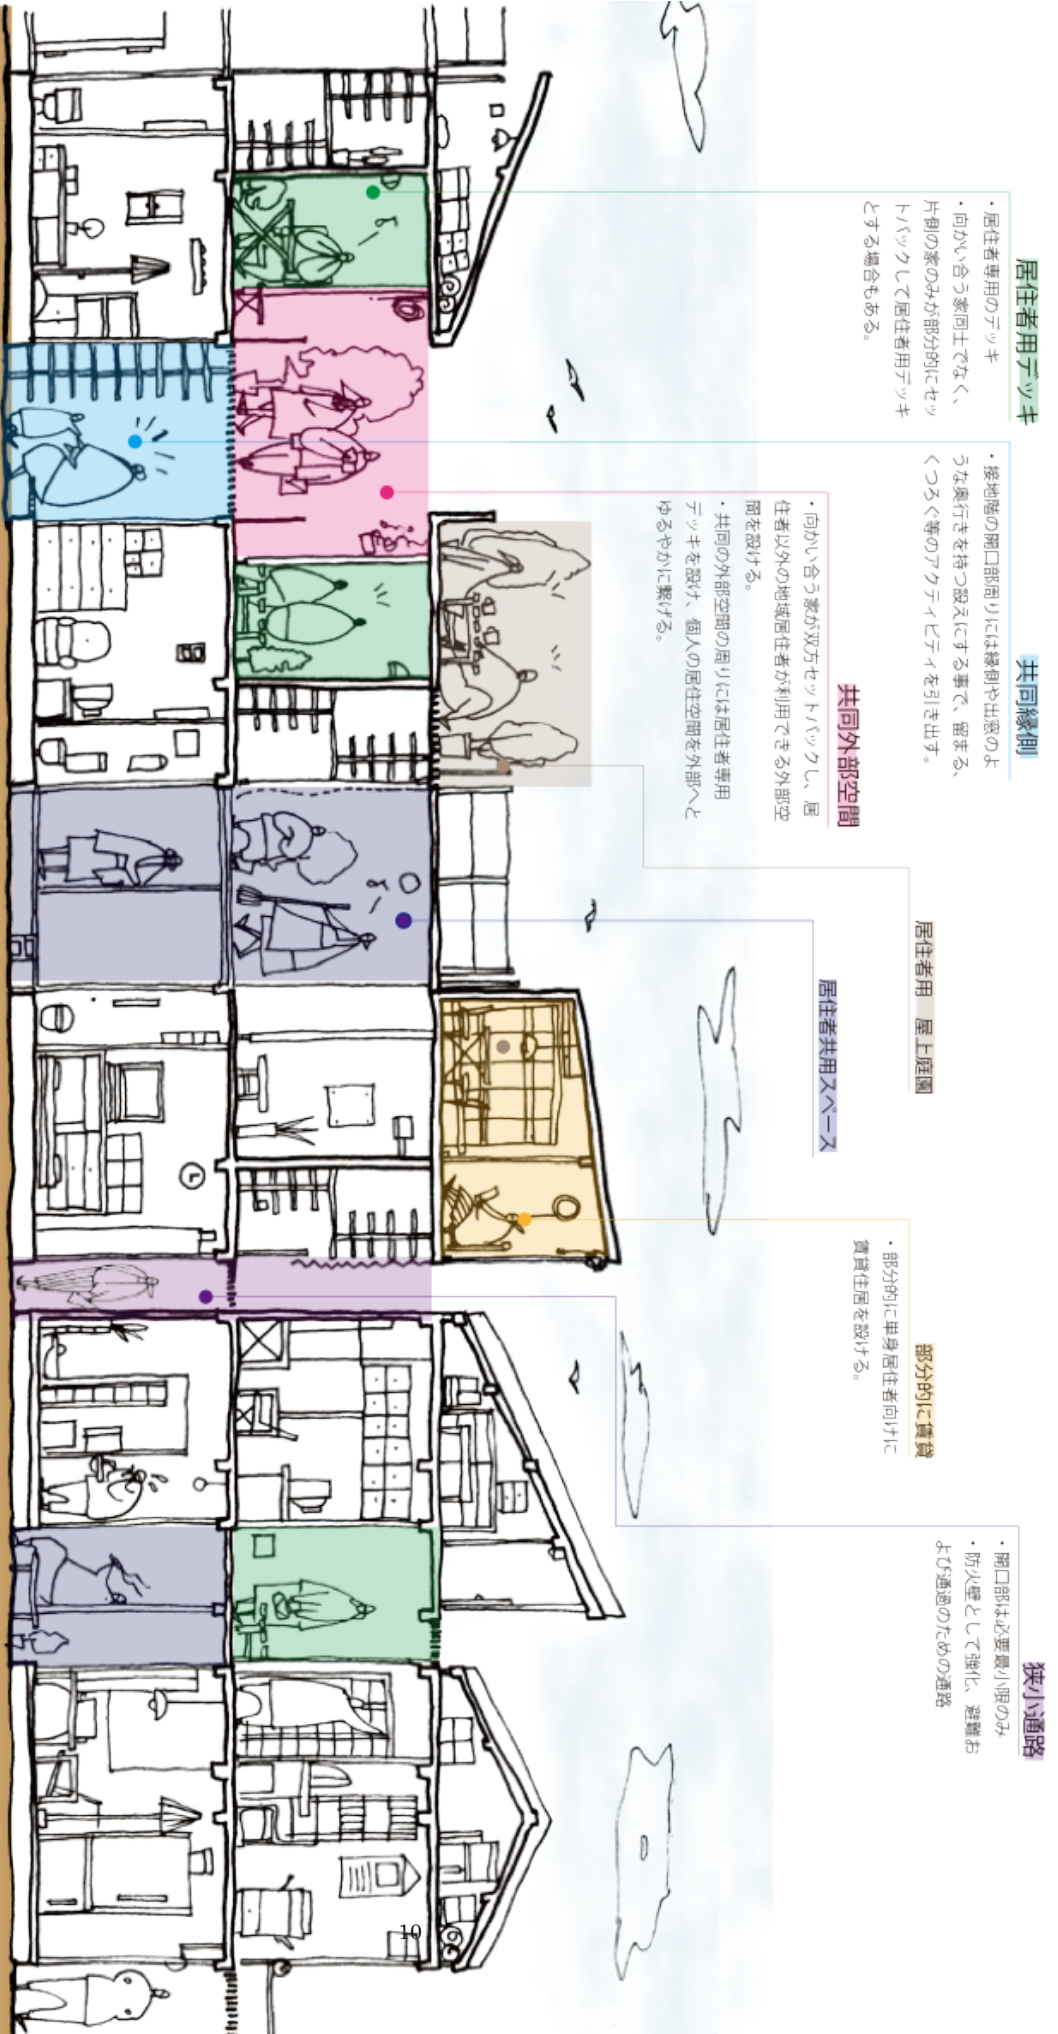 居住者用デッキ
・居住者専用のデッキ
・向かい合う家同士でなく、
片側の家のみが部分的にセッ
トバックして居住者用デッキ
とする場合もある。
共同縁側
・接地階の開口部周りには縁側や出窓のよ
うな奥行きを持つ設えにする事で、留まる、
くつろぐ等のアクティビティを引き出す。
共同外部空間
・向かい合う家が双方セットバックし、居
住者以外の地域居住者が利用できる外部空
間を設ける。
・共同の外部空間の周りには居住者専用
デッキを設け、個人の居住空間を外部へと
ゆるやかに繋げる。
居住者用　屋上庭園
居住者共用スペース
部分的に賃貸
・部分的に単身居住者向けに
賃貸住居を設ける。
狭小通路
・開口部は必要最小限のみ
・防火壁として強化、避難お
よび通過のための通路
10